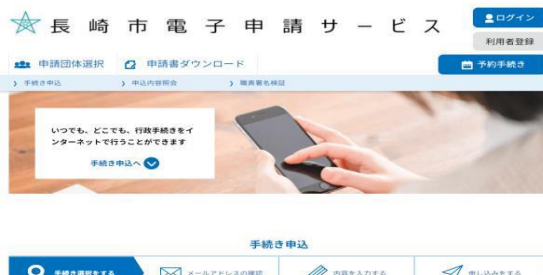 長崎市電子申請サービス
ログイン
利用者登録
申請団体選択
申請書ダウンロード
予約手続き
手続き申込
申込内容照会
職責署名検証
いつでも、どこでも、行政手続きをイ
ンターネットで行うことができます
手続き申込へ
手続き申込
手続き選択をする
メールアドレスの確認
内容を入力する
申し込みをする